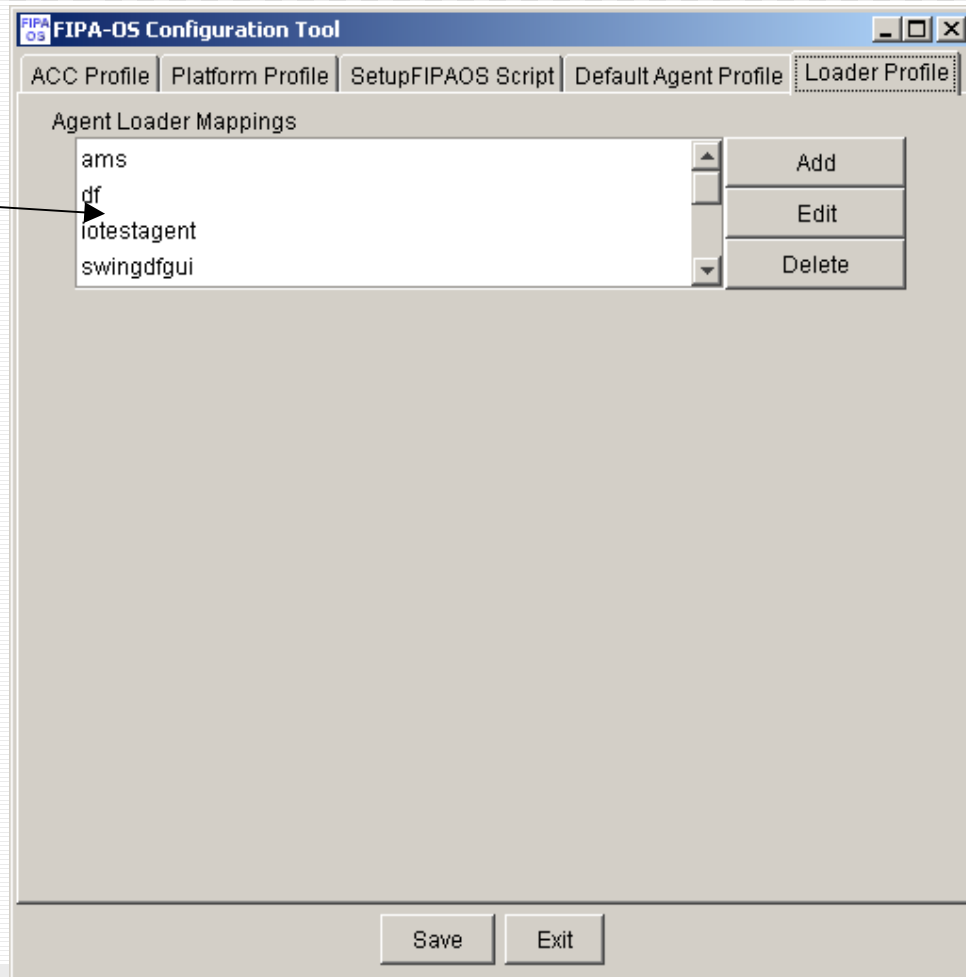 FIPA OS FIPA-OS Configuration Tool
ACC Profile Platform Profile SetupFIPAOS Script Default Agent Profile Loader Profile
Agent Loader Mappings
ams
df
iotestagent
swingdfgui
Add
Edit
Delete
Save Exit